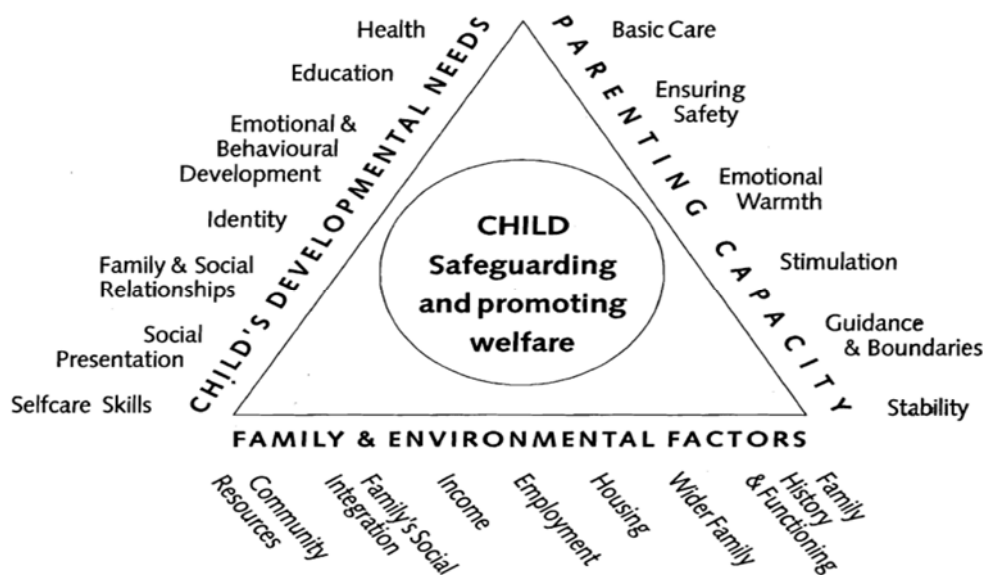 Health
Education
Emotional &
Behavioural
Development
Identity
Family & Social
Relationships
Social
Presentation
Selfcare Skills
CHILD'S DEVELOPMENTAL NEEDS
CHILD
Safeguarding
and promoting
welfare
PARENTING CAPACITY
Basic Care
Ensuring
Safety
Emotional
Warmth
Stimulation
Guidance
& Boundaries
Stability
FAMILY & ENVIRONMENTAL FACTORS
Community
Resources
Family's Social
Integration
Income
Employment
Housing
Wider Family
Family
History
& Functioning